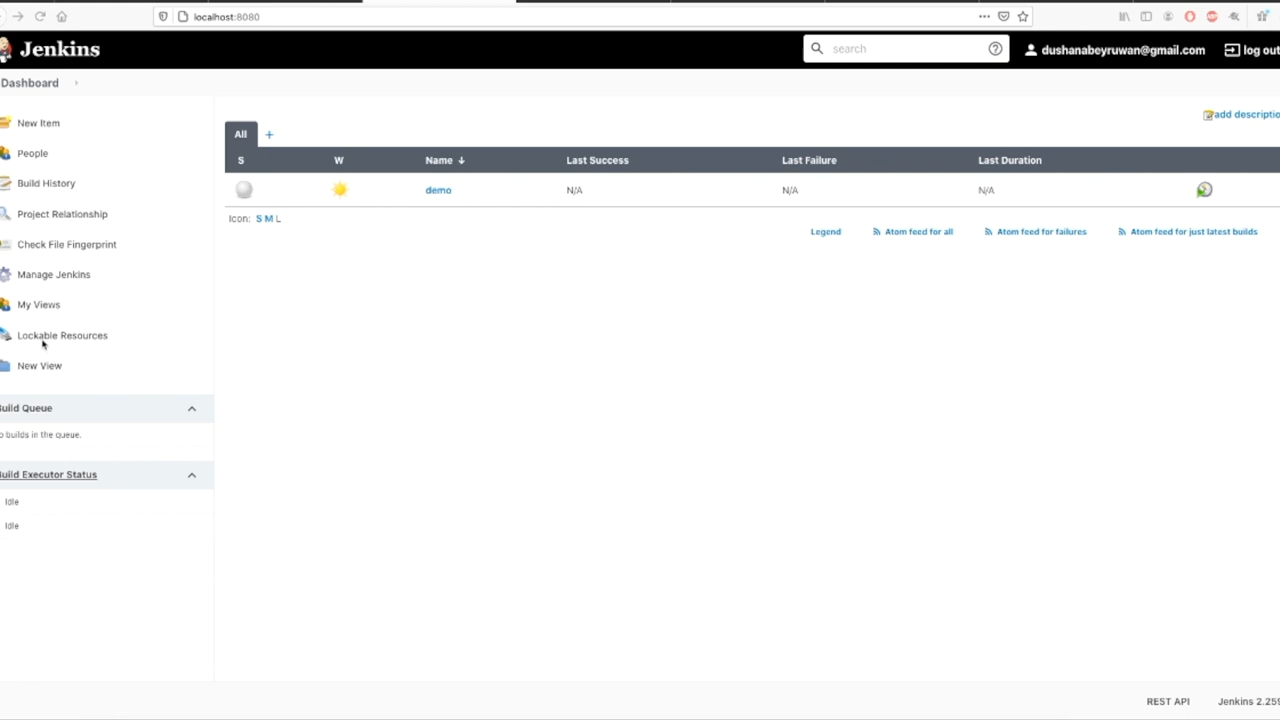 localhost:8080
Jenkins
search
dushanabeyruwan@gmail.com
log out
Dashboard
New Item
People
Build History
Project Relationship
Check File Fingerprint
Manage Jenkins
My Views
Lockable Resources
New View
Build Queue
o builds in the queue.
Build Executor Status
Idle
Idle
add descriptio
All +
S W Name ↓ Last Success Last Failure Last Duration
demo N/A N/A N/A
Icon: S M L
Legend Atom feed for all Atom feed for failures Atom feed for just latest builds
REST API Jenkins 2.259